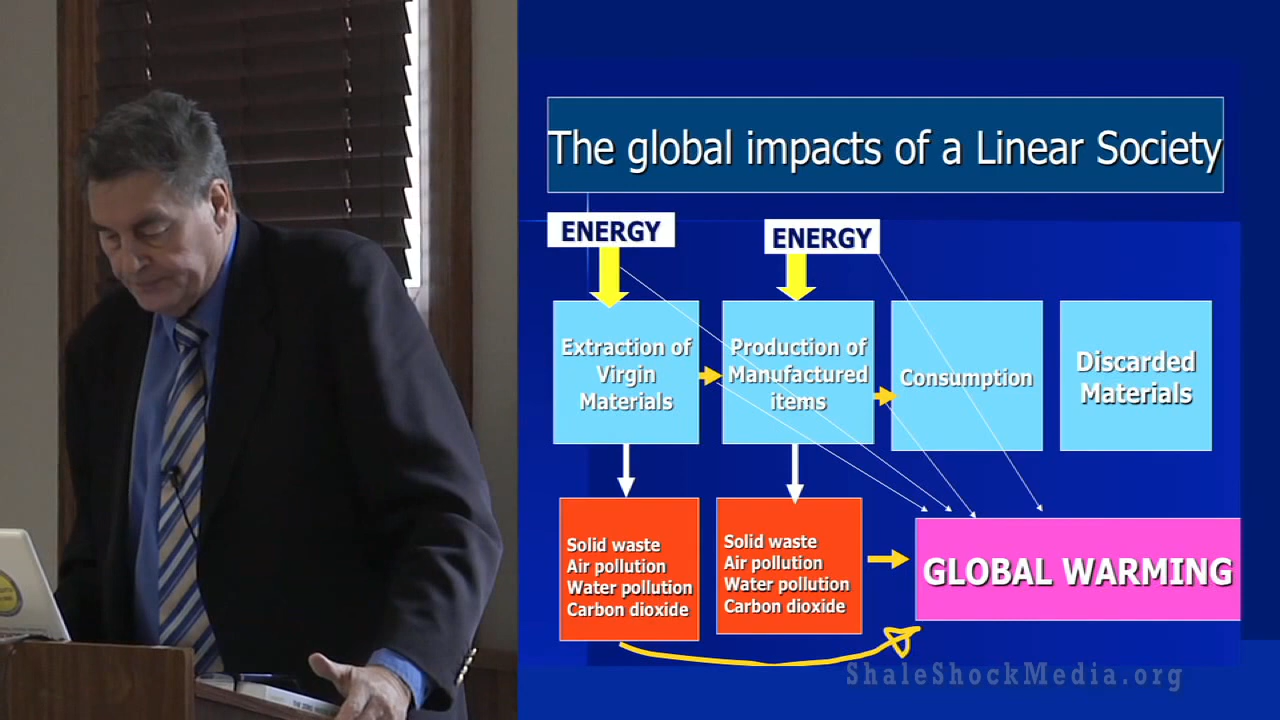 The global impacts of a Linear Society
ENERGY
ENERGY
Extraction of
Virgin
Materials
Production of
Manufactured
items
Consumption
Discarded
Materials
Solid waste
Air pollution
Water pollution
Carbon dioxide
Solid waste
Air pollution
Water pollution
Carbon dioxide
GLOBAL WARMING
ShaleShockMedia.org